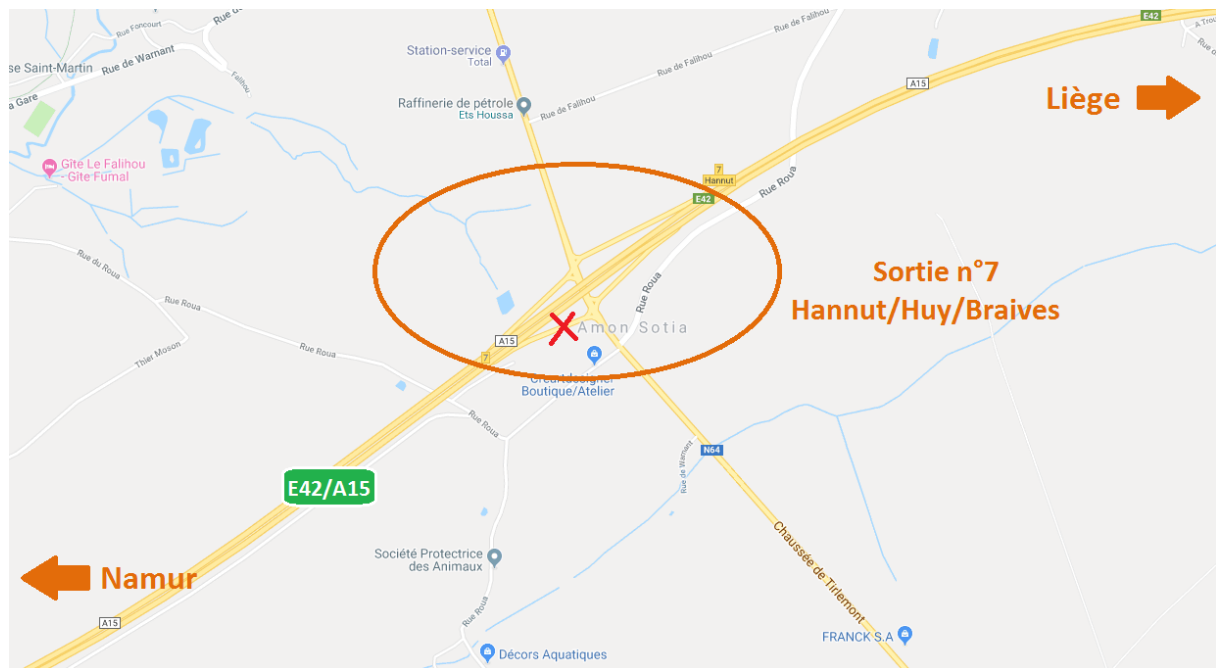 Rue Foncourt
Rue de
Rue de Warnant
se Saint-Martin
a Gare
Falihou
Station-service
Total
Rue de Falihou
E42
A Trou
Rue d
A15
Liège
Raffinerie de pétrole
Ets Houssa
Rue de Falihou
Gîte Le Falihou
- Gîte Fumal
7
Hannut
E42
Rue Roua
Rue du Roua
Rue Roua
Rue Roua
Sortie n°7
Hannut/Huy/Braives
Amon Sotia
A15
7
Rue Roua
Thier Moson
Créartdesigner
Boutique/Atelier
Rue Roua
N64
Rue de Warnant
E42/A15
Chaussée de Tirlemont
Société Protectrice
des Animaux
Namur
A15
Rue Roua
FRANCK S.A
Décors Aquatiques